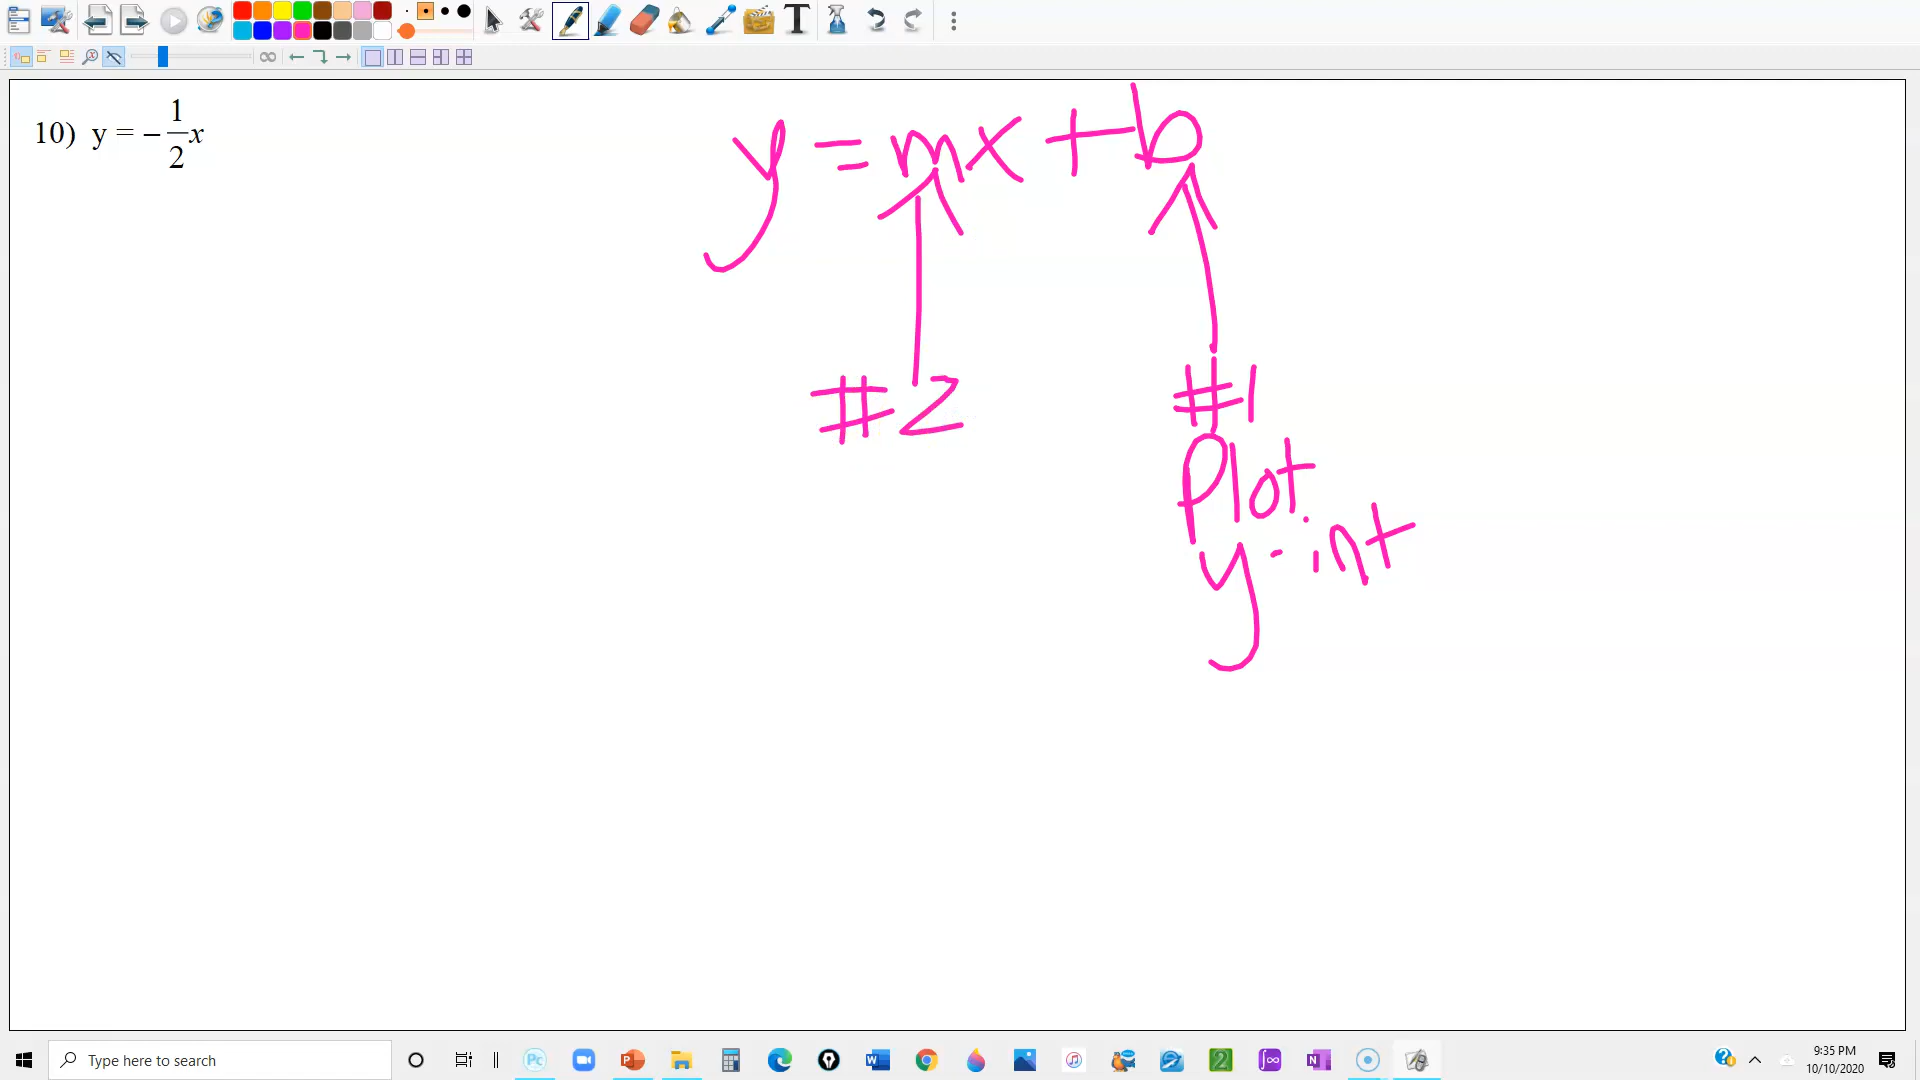 10) y = -1/2x
y = mx + b
#2
#1
Plot
y-int
Type here to search
9:35 PM
10/10/2020